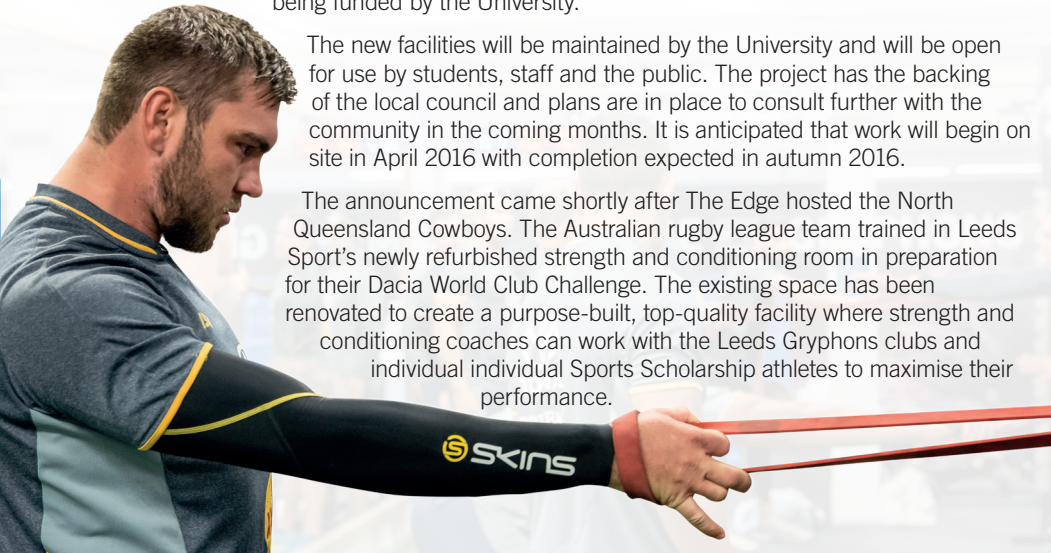 being funded by the University.
The new facilities will be maintained by the University and will be open
for use by students, staff and the public. The project has the backing
of the local council and plans are in place to consult further with the
community in the coming months. It is anticipated that work will begin on
site in April 2016 with completion expected in autumn 2016.
The announcement came shortly after The Edge hosted the North
Queensland Cowboys. The Australian rugby league team trained in Leeds
Sport’s newly refurbished strength and conditioning room in preparation
for their Dacia World Club Challenge. The existing space has been
renovated to create a purpose-built, top-quality facility where strength and
conditioning coaches can work with the Leeds Gryphons clubs and
individual individual Sports Scholarship athletes to maximise their
performance.
SKINS